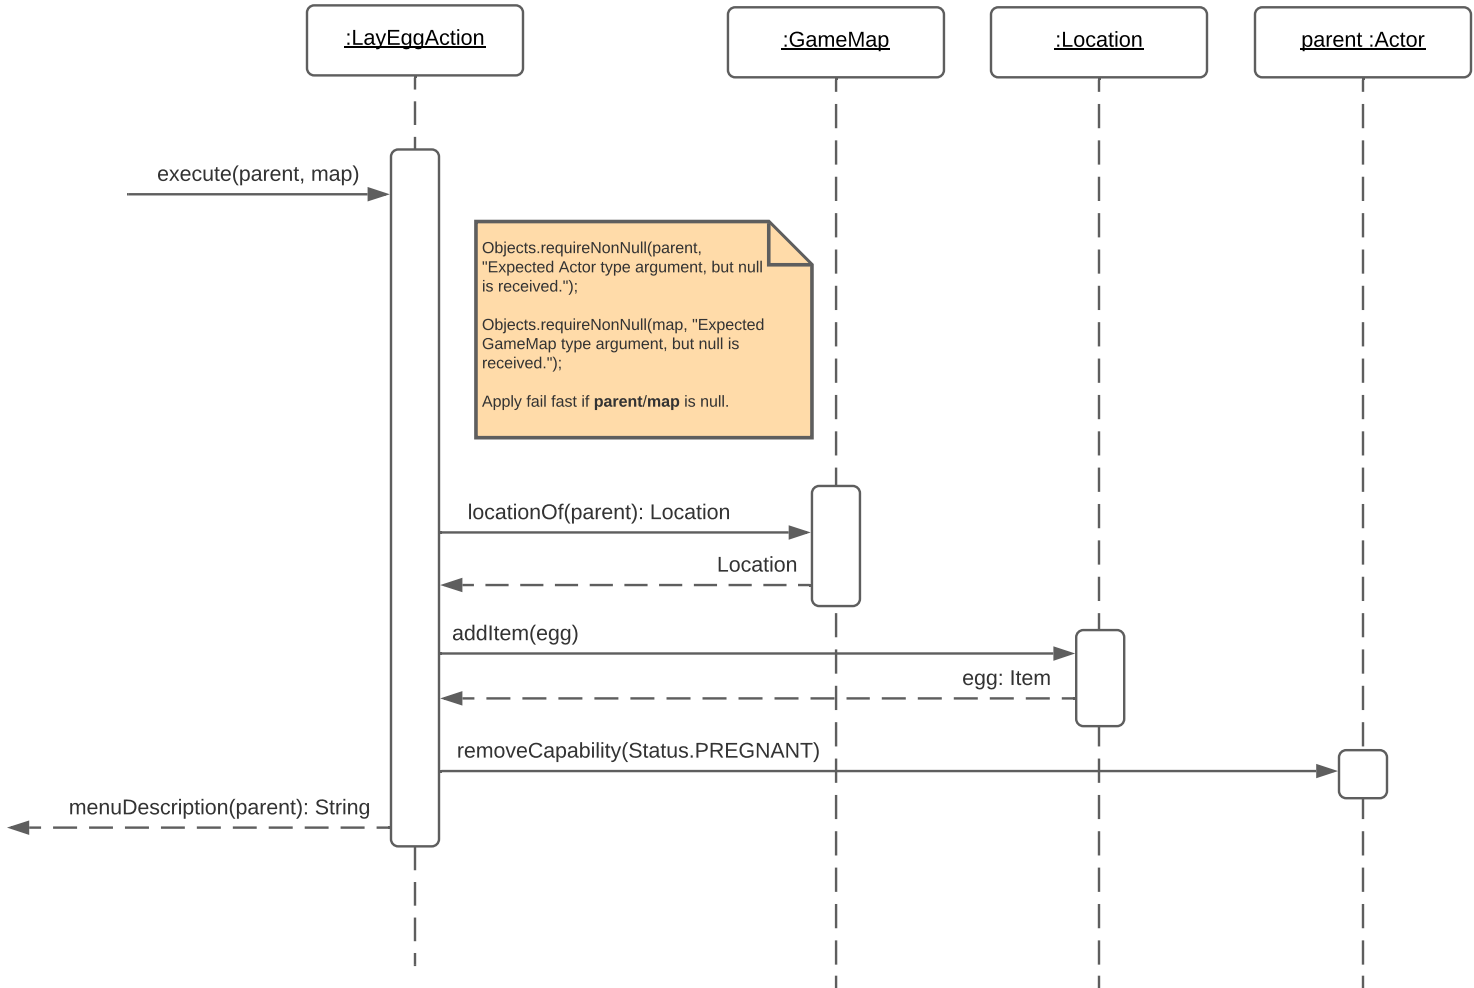 :LayEggAction
:GameMap
:Location
parent :Actor
execute(parent, map)
Objects.requireNonNull(parent,
"Expected Actor type argument, but null
is received.");
Objects.requireNonNull(map, "Expected
GameMap type argument, but null is
received.");
Apply fail fast if parent/map is null.
locationOf(parent): Location
Location
addItem(egg)
egg: Item
removeCapability(Status.PREGNANT)
menuDescription(parent): String